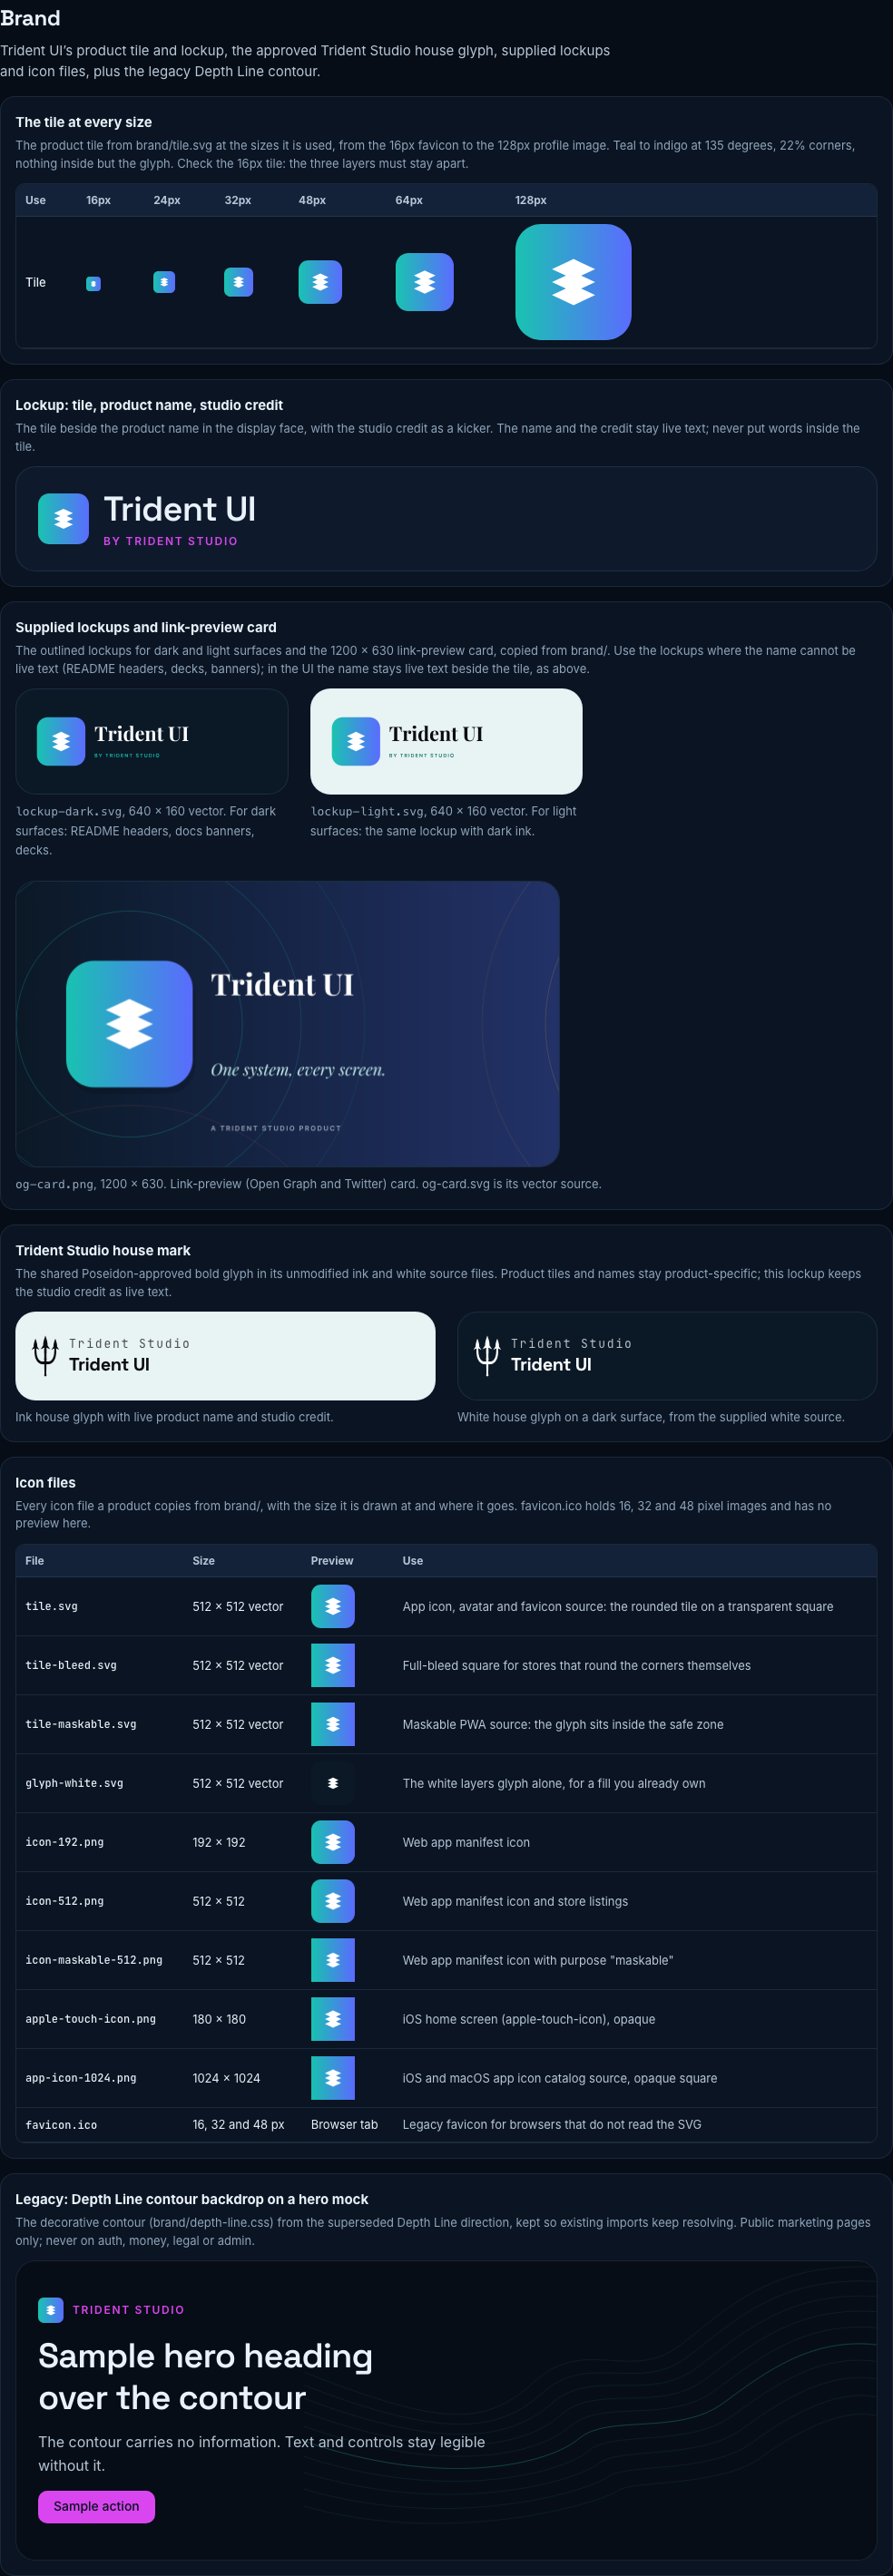 Brand
Trident UI's product tile and lockup, the approved Trident Studio house glyph, supplied lockups
and icon files, plus the legacy Depth Line contour.
The tile at every size
The product tile from brand/tile.svg at the sizes it is used, from the 16px favicon to the 128px profile image. Teal to indigo at 135 degrees, 22% corners,
nothing inside but the glyph. Check the 16px tile: the three layers must stay apart.
Use 16px 24px 32px 48px 64px 128px
Tile
Lockup: tile, product name, studio credit
The tile beside the product name in the display face, with the studio credit as a kicker. The name and the credit stay live text; never put words inside the
tile.
Trident UI
BY TRIDENT STUDIO
Supplied lockups and link-preview card
The outlined lockups for dark and light surfaces and the 1200 × 630 link-preview card, copied from brand/. Use the lockups where the name cannot be
live text (README headers, decks, banners); in the UI the name stays live text beside the tile, as above.
Trident UI
BY TRIDENT STUDIO
Trident UI
BY TRIDENT STUDIO
lockup-dark.svg, 640 × 160 vector. For dark
surfaces: README headers, docs banners,
decks.
lockup-light.svg, 640 × 160 vector. For light
surfaces: the same lockup with dark ink.
Trident UI
One system, every screen.
A TRIDENT STUDIO PRODUCT
og-card.png, 1200 × 630. Link-preview (Open Graph and Twitter) card. og-card.svg is its vector source.
Trident Studio house mark
The shared Poseidon-approved bold glyph in its unmodified ink and white source files. Product tiles and names stay product-specific; this lockup keeps
the studio credit as live text.
Trident Studio
Trident UI
Trident Studio
Trident UI
Ink house glyph with live product name and studio credit.
White house glyph on a dark surface, from the supplied white source.
Icon files
Every icon file a product copies from brand/, with the size it is drawn at and where it goes. favicon.ico holds 16, 32 and 48 pixel images and has no
preview here.
File Size Preview Use
tile.svg 512 × 512 vector App icon, avatar and favicon source: the rounded tile on a transparent square
tile-bleed.svg 512 × 512 vector Full-bleed square for stores that round the corners themselves
tile-maskable.svg 512 × 512 vector Maskable PWA source: the glyph sits inside the safe zone
glyph-white.svg 512 × 512 vector The white layers glyph alone, for a fill you already own
icon-192.png 192 × 192 Web app manifest icon
icon-512.png 512 × 512 Web app manifest icon and store listings
icon-maskable-512.png 512 × 512 Web app manifest icon with purpose "maskable"
apple-touch-icon.png 180 × 180 iOS home screen (apple-touch-icon), opaque
app-icon-1024.png 1024 × 1024 iOS and macOS app icon catalog source, opaque square
favicon.ico 16, 32 and 48 px Browser tab Legacy favicon for browsers that do not read the SVG
Legacy: Depth Line contour backdrop on a hero mock
The decorative contour (brand/depth-line.css) from the superseded Depth Line direction, kept so existing imports keep resolving. Public marketing pages
only; never on auth, money, legal or admin.
TRIDENT STUDIO
Sample hero heading
over the contour
The contour carries no information. Text and controls stay legible
without it.
Sample action